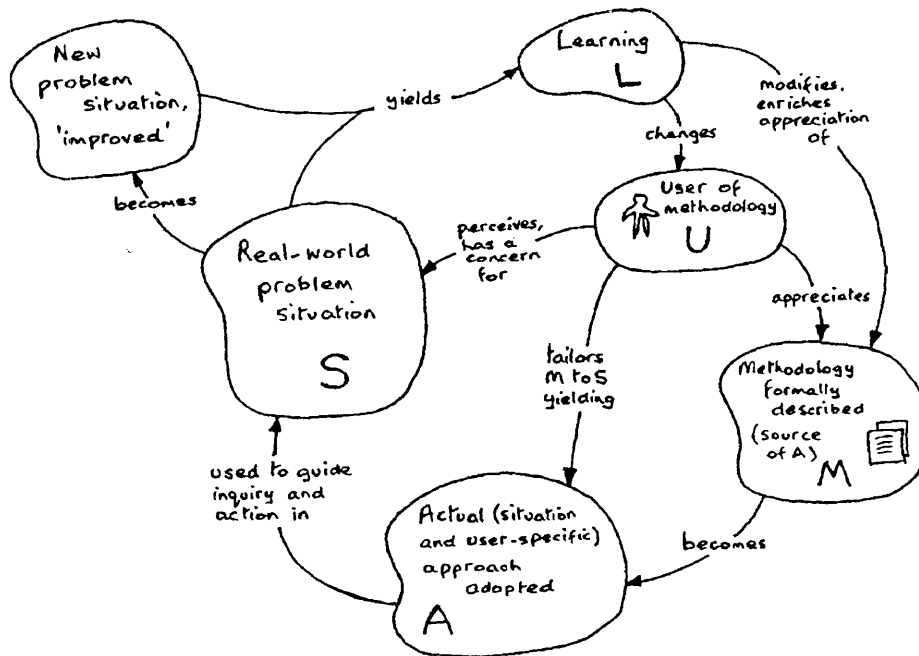 New
problem
situation,
'improved'
yields
Learning
L
modifies,
enriches
appreciation
of
changes
becomes
User of
methodology
U
perceives,
has a
concern
for
Real-world
problem
situation
S
appreciates
tailors
M to S
yielding
Methodology
formally
described
(source
of A)
M
used to guide
inquiry and
action in
Actual (situation
and user-specific)
approach
adopted
A
becomes